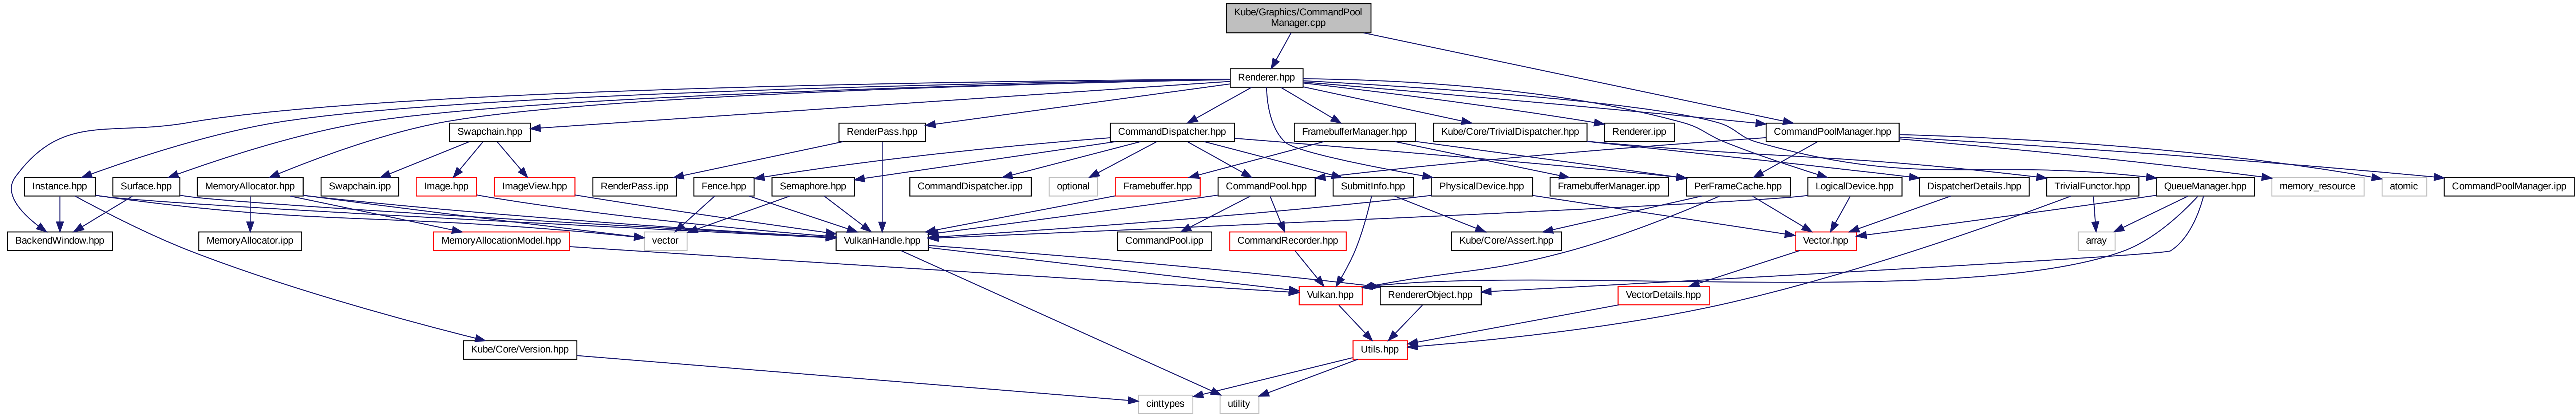 Kube/Graphics/CommandPool
Manager.cpp
Renderer.hpp
Swapchain.hpp
RenderPass.hpp
CommandDispatcher.hpp
FramebufferManager.hpp
Kube/Core/TrivialDispatcher.hpp
Renderer.ipp
CommandPoolManager.hpp
Instance.hpp
Surface.hpp
MemoryAllocator.hpp
Swapchain.ipp
Image.hpp
ImageView.hpp
RenderPass.ipp
Fence.hpp
Semaphore.hpp
CommandDispatcher.ipp
optional
Framebuffer.hpp
CommandPool.hpp
SubmitInfo.hpp
PhysicalDevice.hpp
FramebufferManager.ipp
PerFrameCache.hpp
LogicalDevice.hpp
DispatcherDetails.hpp
TrivialFunctor.hpp
QueueManager.hpp
memory_resource
atomic
CommandPoolManager.ipp
BackendWindow.hpp
MemoryAllocator.ipp
MemoryAllocationModel.hpp
vector
VulkanHandle.hpp
CommandPool.ipp
CommandRecorder.hpp
Kube/Core/Assert.hpp
Vector.hpp
array
Vulkan.hpp
RendererObject.hpp
VectorDetails.hpp
Kube/Core/Version.hpp
Utils.hpp
cinttypes
utility